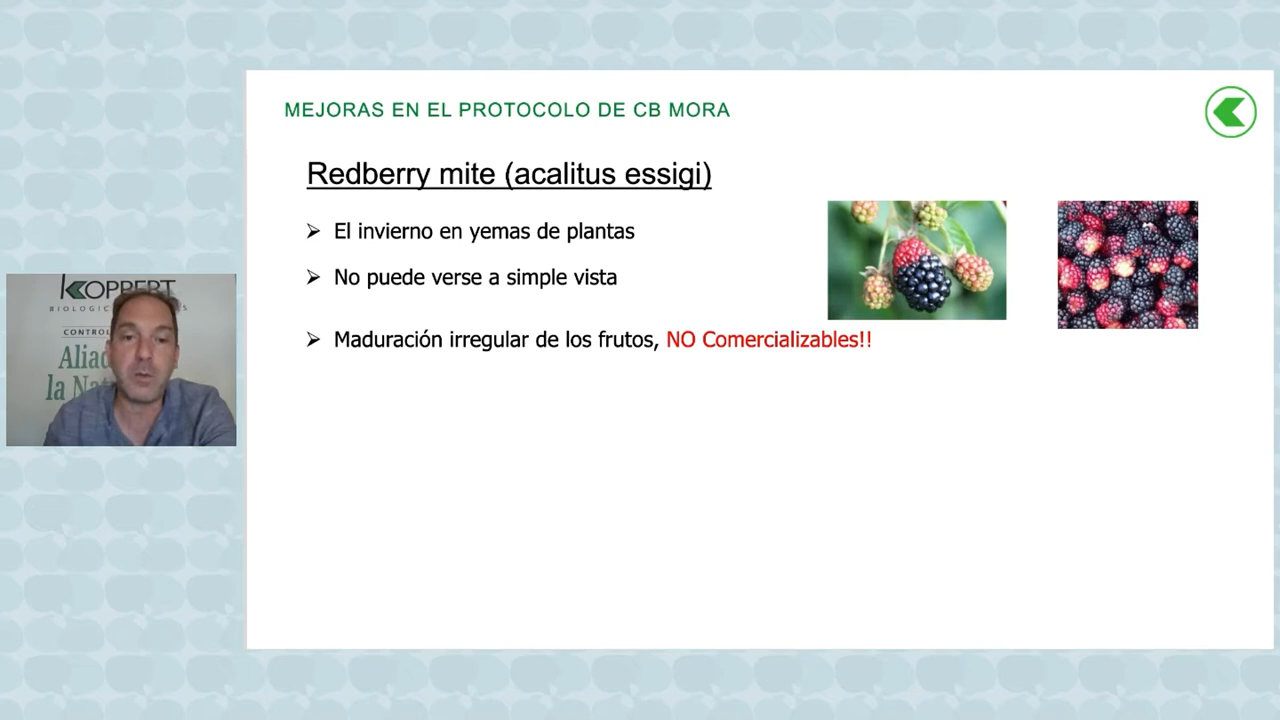 MEJORAS EN EL PROTOCOLO DE CB MORA
Redberry mite (acalitus essigi)
El invierno en yemas de plantas
No puede verse a simple vista
Maduración irregular de los frutos, NO Comercializables!!
KOPPERT